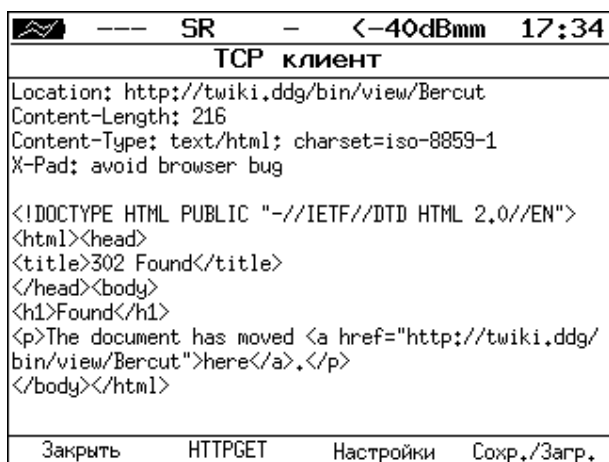 --- SR - <-40dBmm 17:34
TCP клиент
Location: http://twiki.ddg/bin/view/Bercut
Content-Length: 216
Content-Type: text/html; charset=iso-8859-1
X-Pad: avoid browser bug
<!DOCTYPE HTML PUBLIC "-//IETF//DTD HTML 2.0//EN">
<html><head>
<title>302 Found</title>
</head><body>
<h1>Found</h1>
<p>The document has moved <a href="http://twiki.ddg/
bin/view/Bercut">here</a>.</p>
</body></html>
Закрыть HTTPGET Настройки Сохр./Загр.